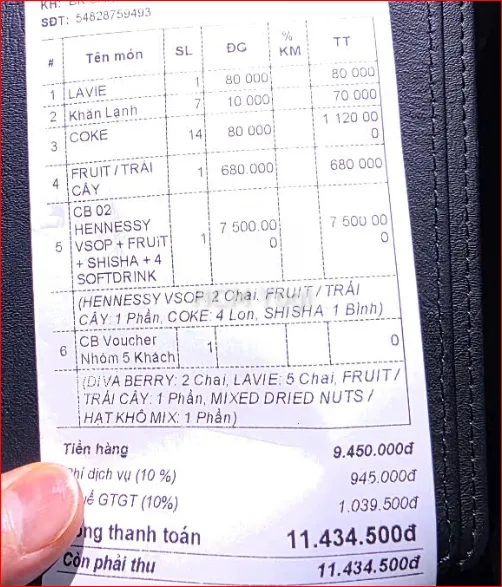 KH:
SĐT: 54828759493
# Tên món SL ĐG % KM TT
1 LAVIE 1 80 000 80 000
2 Khăn Lạnh 7 10 000 70 000
3 COKE 14 80 000 1 120 00
0
4 FRUIT / TRÁI 1 680.000 680 000
CÂY
CB 02
HENNESSY 7 500.00 7 500 00
5 VSOP + FRUIT 1 0 0
+ SHISHA + 4
SOFTDRINK
(HENNESSY VSOP: 2 Chai, FRUIT / TRÁI
CÂY: 1 Phần, COKE: 4 Lon, SHISHA: 1 Bình)
6 CB Voucher 1 0
Nhóm 5 Khách
(DIVA BERRY: 2 Chai, LAVIE: 5 Chai, FRUIT /
TRÁI CÂY: 1 Phần, MIXED DRIED NUTS /
HẠT KHÔ MIX: 1 Phần)
Tiền hàng 9.450.000đ
dịch vụ (10 %) 945.000đ
GTGT (10%) 1.039.500đ
thanh toán 11.434.500đ
Còn phải thu 11.434.500đ